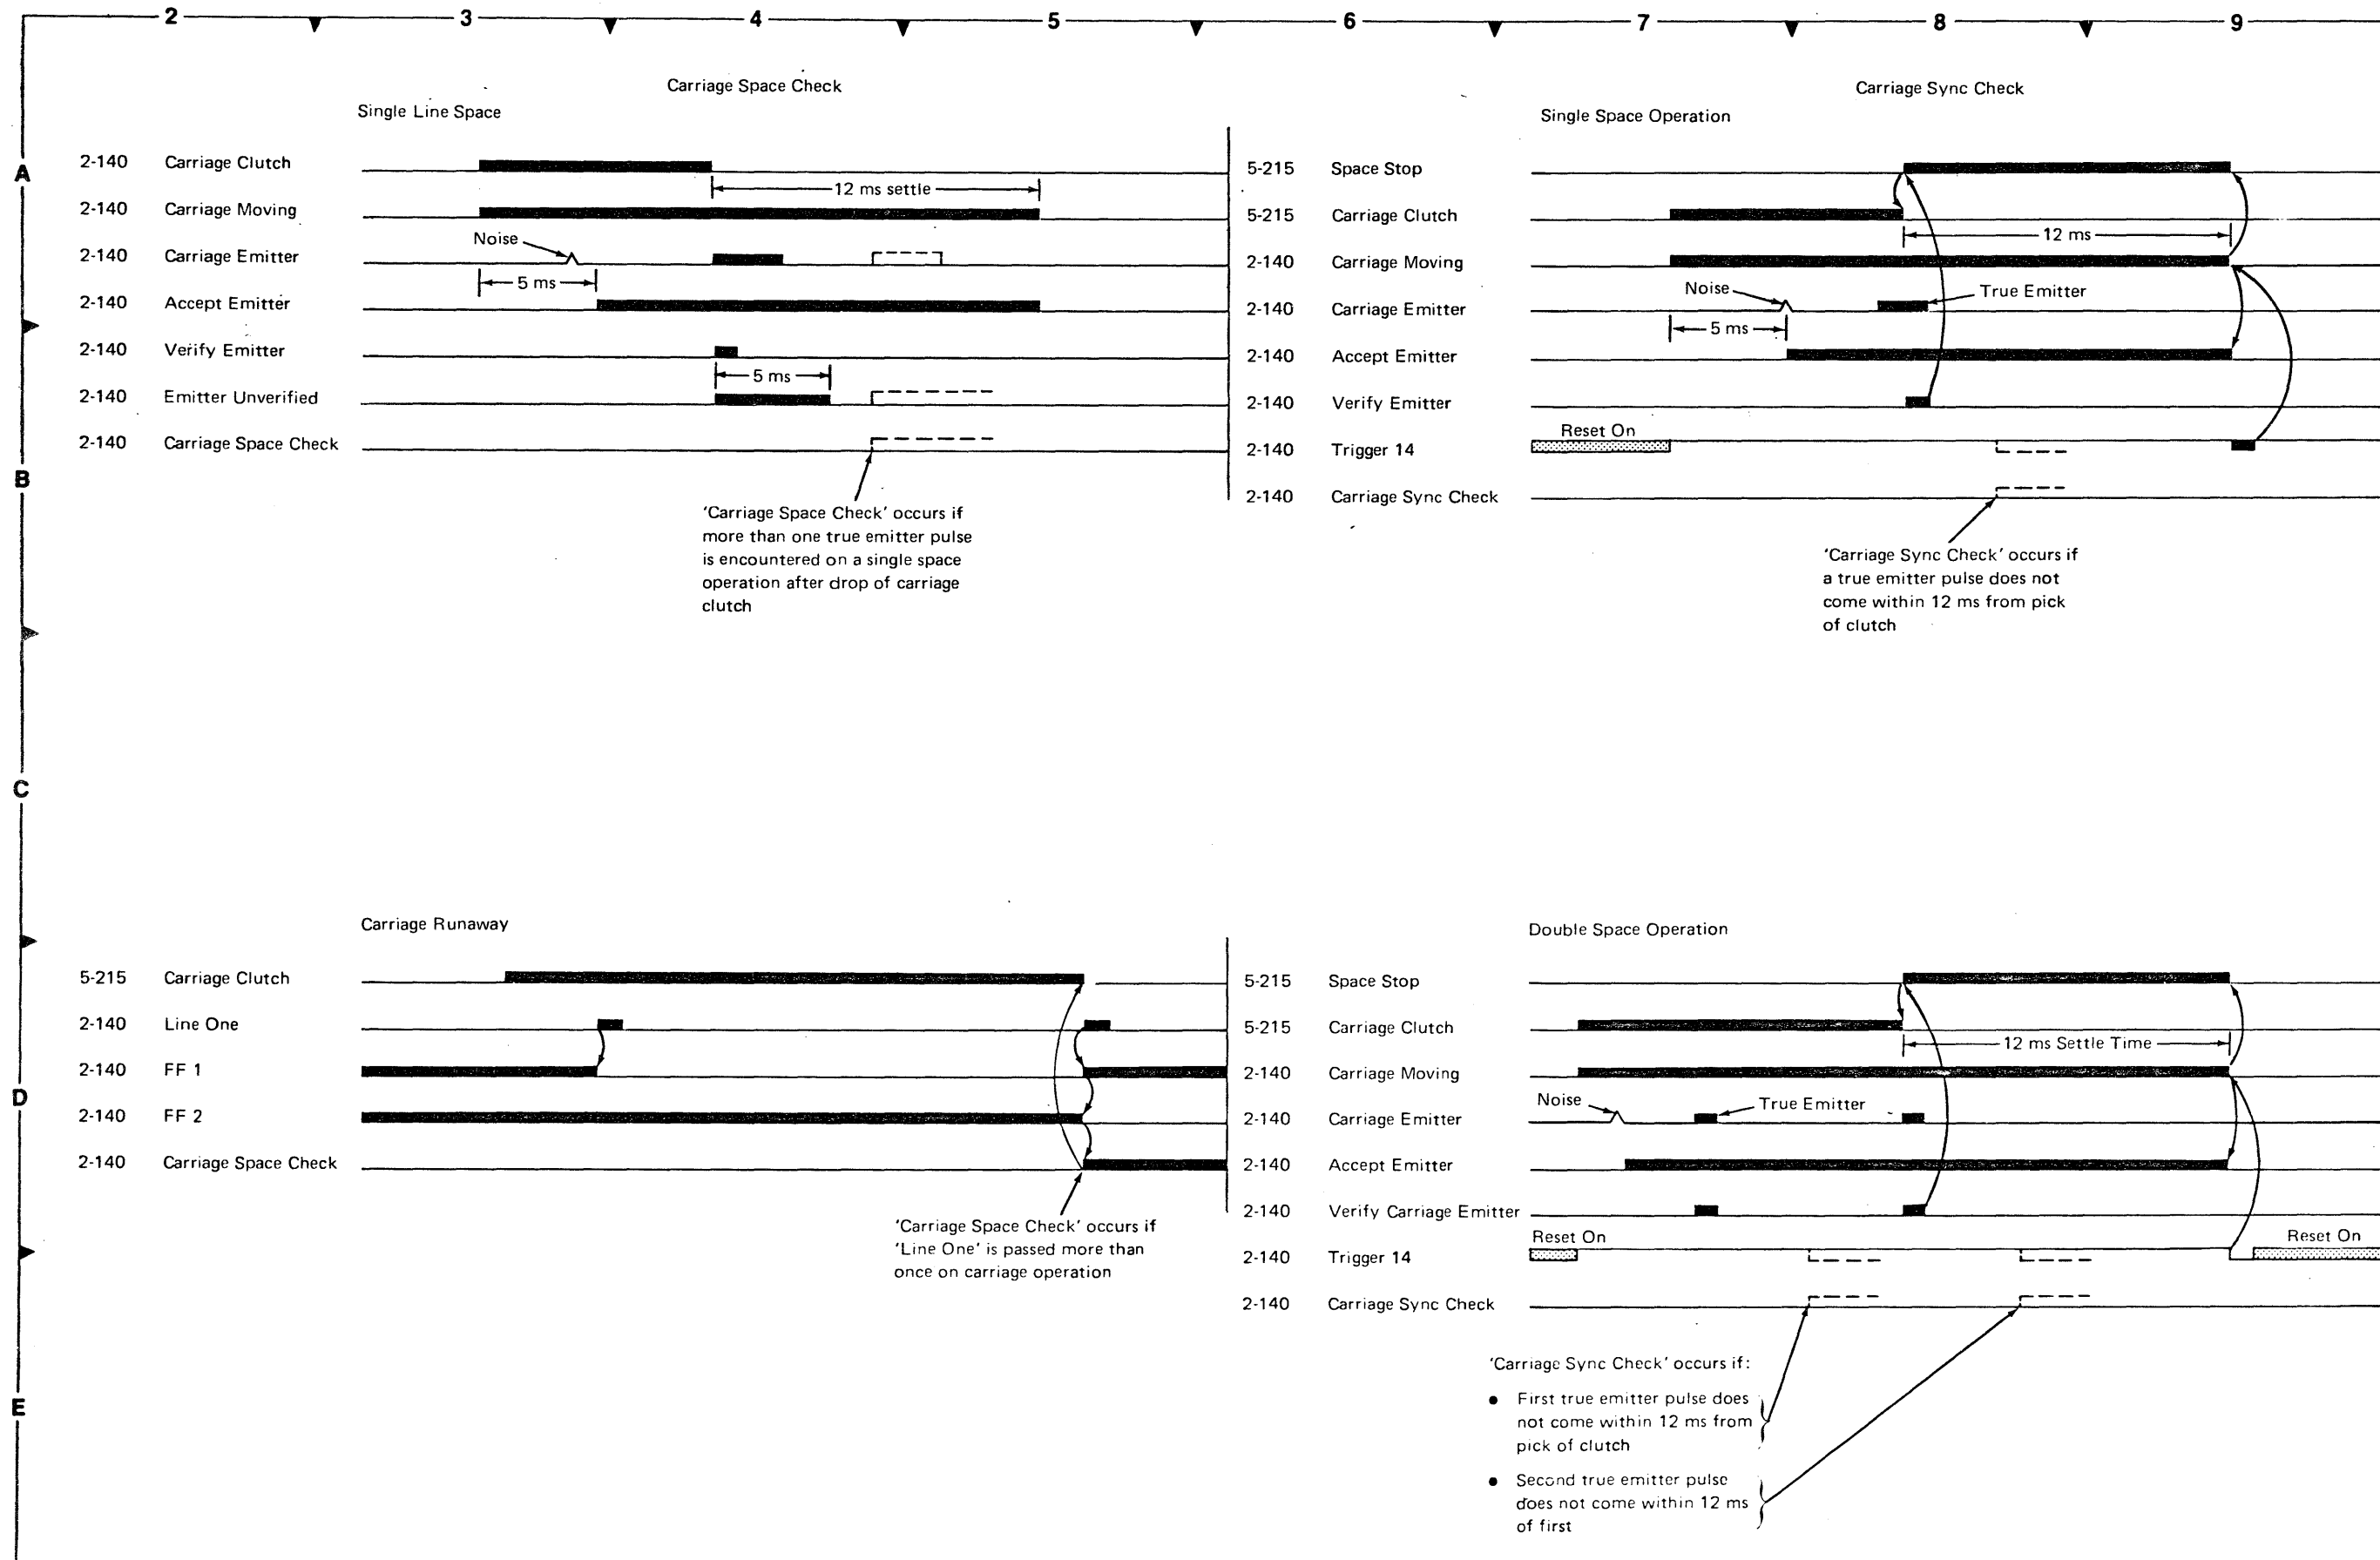 2 3 4 5 6 7 8 9
A
B
C
D
E
Carriage Space Check
Single Line Space
2-140 Carriage Clutch
12 ms settle
2-140 Carriage Moving
Noise
2-140 Carriage Emitter
5 ms
2-140 Accept Emitter
2-140 Verify Emitter
5 ms
2-140 Emitter Unverified
2-140 Carriage Space Check
'Carriage Space Check' occurs if
more than one true emitter pulse
is encountered on a single space
operation after drop of carriage
clutch
Carriage Sync Check
Single Space Operation
5-215 Space Stop
5-215 Carriage Clutch
12 ms
2-140 Carriage Moving
Noise
True Emitter
2-140 Carriage Emitter
5 ms
2-140 Accept Emitter
2-140 Verify Emitter
Reset On
2-140 Trigger 14
2-140 Carriage Sync Check
'Carriage Sync Check' occurs if
a true emitter pulse does not
come within 12 ms from pick
of clutch
Carriage Runaway
5-215 Carriage Clutch
2-140 Line One
2-140 FF 1
2-140 FF 2
2-140 Carriage Space Check
'Carriage Space Check' occurs if
'Line One' is passed more than
once on carriage operation
Double Space Operation
5-215 Space Stop
5-215 Carriage Clutch
12 ms Settle Time
2-140 Carriage Moving
Noise
True Emitter
2-140 Carriage Emitter
2-140 Accept Emitter
2-140 Verify Carriage Emitter
Reset On
Reset On
2-140 Trigger 14
2-140 Carriage Sync Check
'Carriage Sync Check' occurs if:
● First true emitter pulse does
not come within 12 ms from
pick of clutch
● Second true emitter pulse
does not come within 12 ms
of first